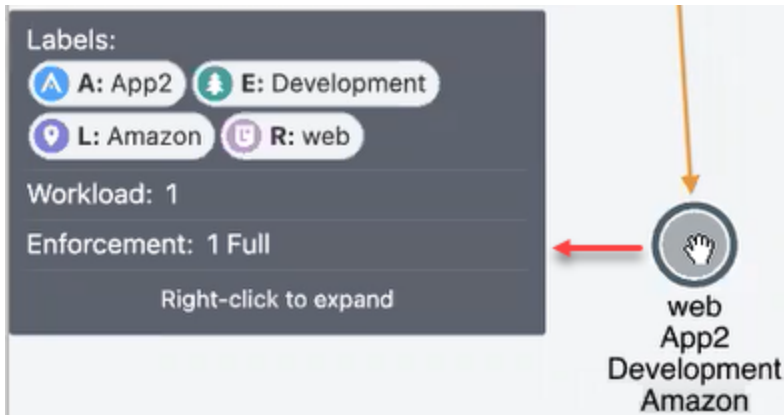 Labels:
A: App2 E: Development
L: Amazon R: web
Workload: 1
Enforcement: 1 Full
Right-click to expand
web
App2
Development
Amazon